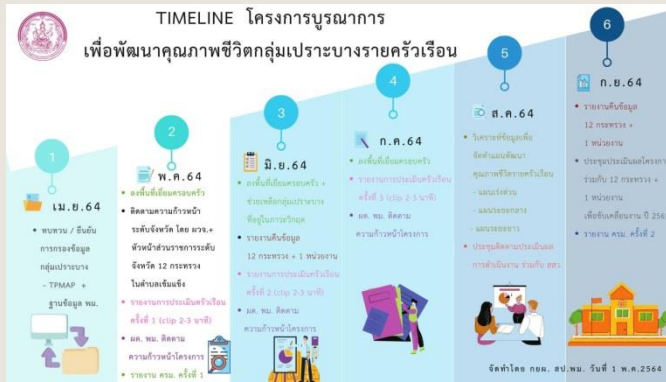 TIMELINE โครงการบูรณาการ
เพื่อพัฒนาคุณภาพชีวิตกลุ่มเปราะบางรายครัวเรือน
1
เม.ย.64
• ทบทวน / ยืนยัน
การกรองข้อมูล
กลุ่มเปราะบาง
- TPMAP +
ฐานข้อมูล พม.
2
พ.ค.64
• ลงพื้นที่เยี่ยมครอบครัว
• ติดตามความก้าวหน้า
ระดับจังหวัด โดย ผวจ.+
หัวหน้าส่วนราชการระดับ
จังหวัด 12 กระทรวง
ในตำบลเข้มแข็ง
• รายงานการประเมินครัวเรือน
ครั้งที่ 1 (clip 2-3 นาที)
• ผต. พม. ติดตาม
ความก้าวหน้าโครงการ
• รายงาน ครม. ครั้งที่ 1
3
มิ.ย.64
• ลงพื้นที่เยี่ยมครอบครัว +
ช่วยเหลือกลุ่มเปราะบาง
ที่อยู่ในภาวะวิกฤต
• รายงานคืนข้อมูล
12 กระทรวง + 1 หน่วยงาน
• รายงานการประเมินครัวเรือน
ครั้งที่ 2 (clip 2-3 นาที)
• ผต. พม. ติดตาม
ความก้าวหน้าโครงการ
4
ก.ค.64
• ลงพื้นที่เยี่ยมครอบครัว
• รายงานการประเมินครัวเรือน
ครั้งที่ 3 (clip 2-3 นาที)
• ผต. พม. ติดตาม
ความก้าวหน้าโครงการ
5
ส.ค.64
• วิเคราะห์ข้อมูลเพื่อ
จัดทำแผนพัฒนา
คุณภาพชีวิตรายครัวเรือน
- แผนเร่งด่วน
- แผนระยะกลาง
- แผนระยะยาว
• ประชุมติดตามประเมินผล
การดำเนินงาน ร่วมกับ สสว.
6
ก.ย.64
• รายงานคืนข้อมูล
12 กระทรวง +
1 หน่วยงาน
• ประชุมประเมินผลโครงการ
ร่วมกับ 12 กระทรวง +
1 หน่วยงาน
เพื่อขับเคลื่อนงาน ปี
• รายงาน ครม. ครั้งที่ 2
จัดทำโดย กยผ. สป.พม. วันที่ 1 พ.ค.2564